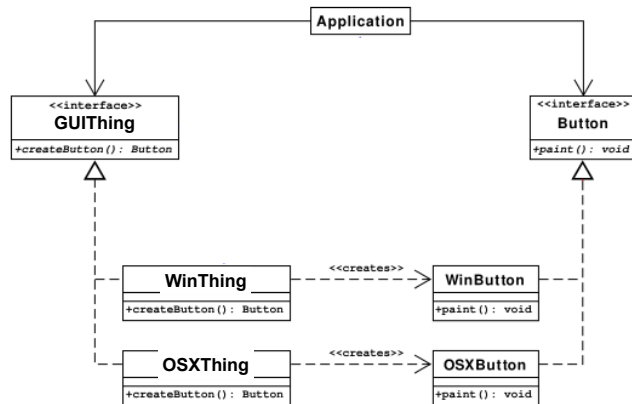 Application
<<interface>>
GUIThing
+createButton(): Button
<<interface>>
Button
+paint(): void
WinThing
+createButton(): Button
<<creates>>
WinButton
+paint(): void
OSXThing
+createButton(): Button
<<creates>>
OSXButton
+paint(): void